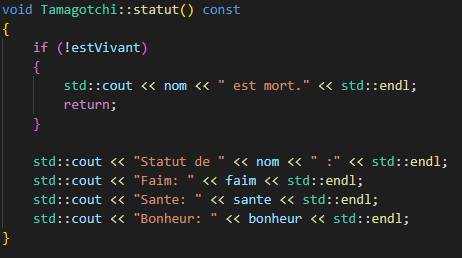 void Tamagotchi::statut() const
{
    if (!estVivant)
    {
        std::cout << nom << " est mort." << std::endl;
        return;
    }

    std::cout << "Statut de " << nom << " :" << std::endl;
    std::cout << "Faim: " << faim << std::endl;
    std::cout << "Sante: " << sante << std::endl;
    std::cout << "Bonheur: " << bonheur << std::endl;
}